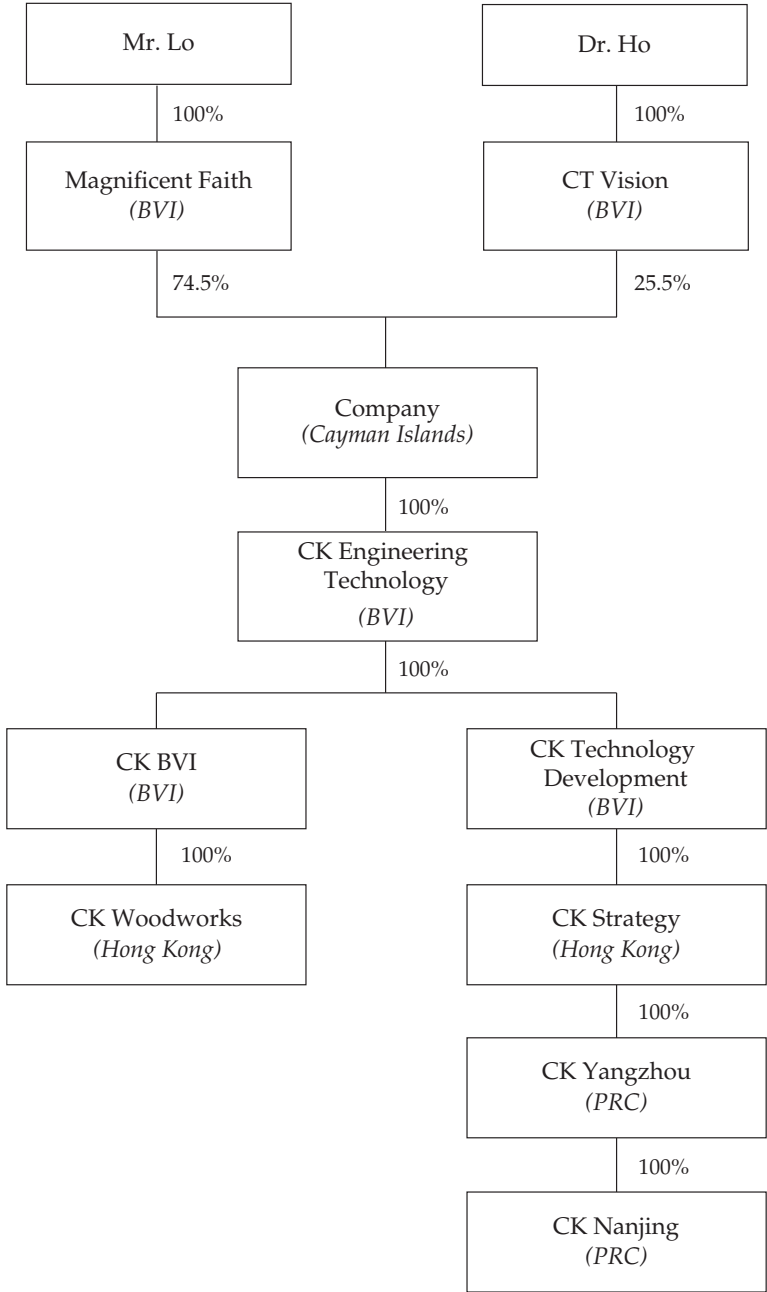 Mr. Lo
Dr. Ho
100%
100%
Magnificent Faith
(BVI)
CT Vision
(BVI)
74.5%
25.5%
Company
(Cayman Islands)
100%
CK Engineering
Technology
(BVI)
100%
CK BVI
(BVI)
CK Technology
Development
(BVI)
100%
100%
CK Woodworks
(Hong Kong)
CK Strategy
(Hong Kong)
100%
CK Yangzhou
(PRC)
100%
CK Nanjing
(PRC)